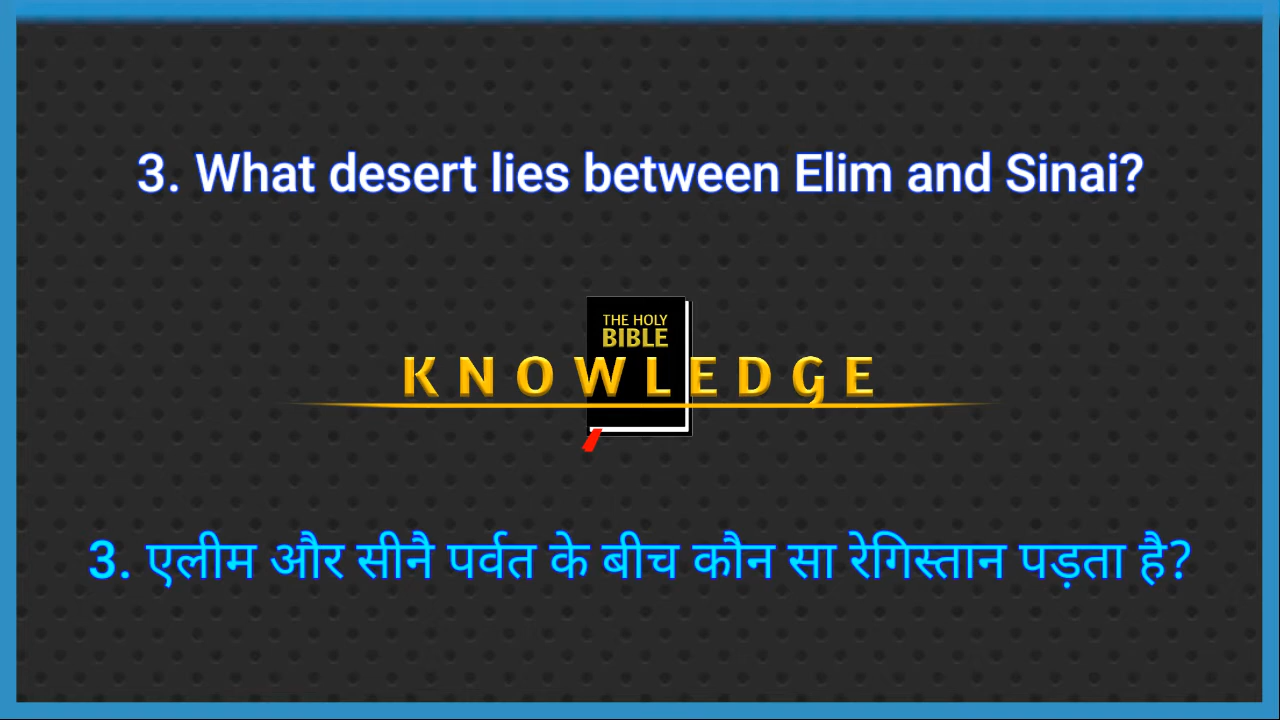 3. What desert lies between Elim and Sinai?
THE HOLY
BIBLE
KNOWLEDGE
3. एलीम और सीनै पर्वत के बीच कौन सा रेगिस्तान पड़ता है?